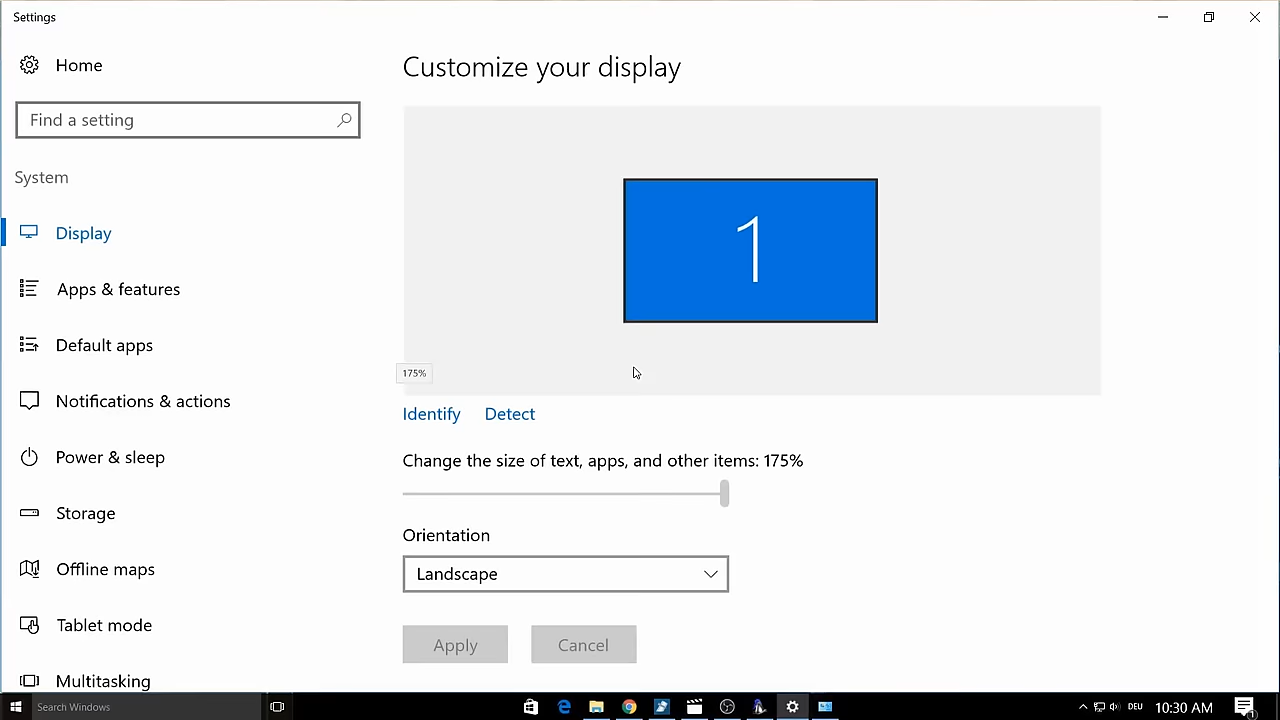 Settings
Home
Find a setting
System
Display
Apps & features
Default apps
Notifications & actions
Power & sleep
Storage
Offline maps
Tablet mode
Multitasking
Customize your display
1
175%
Identify Detect
Change the size of text, apps, and other items: 175%
Orientation
Landscape
Apply Cancel
Search Windows
DEU 10:30 AM
1